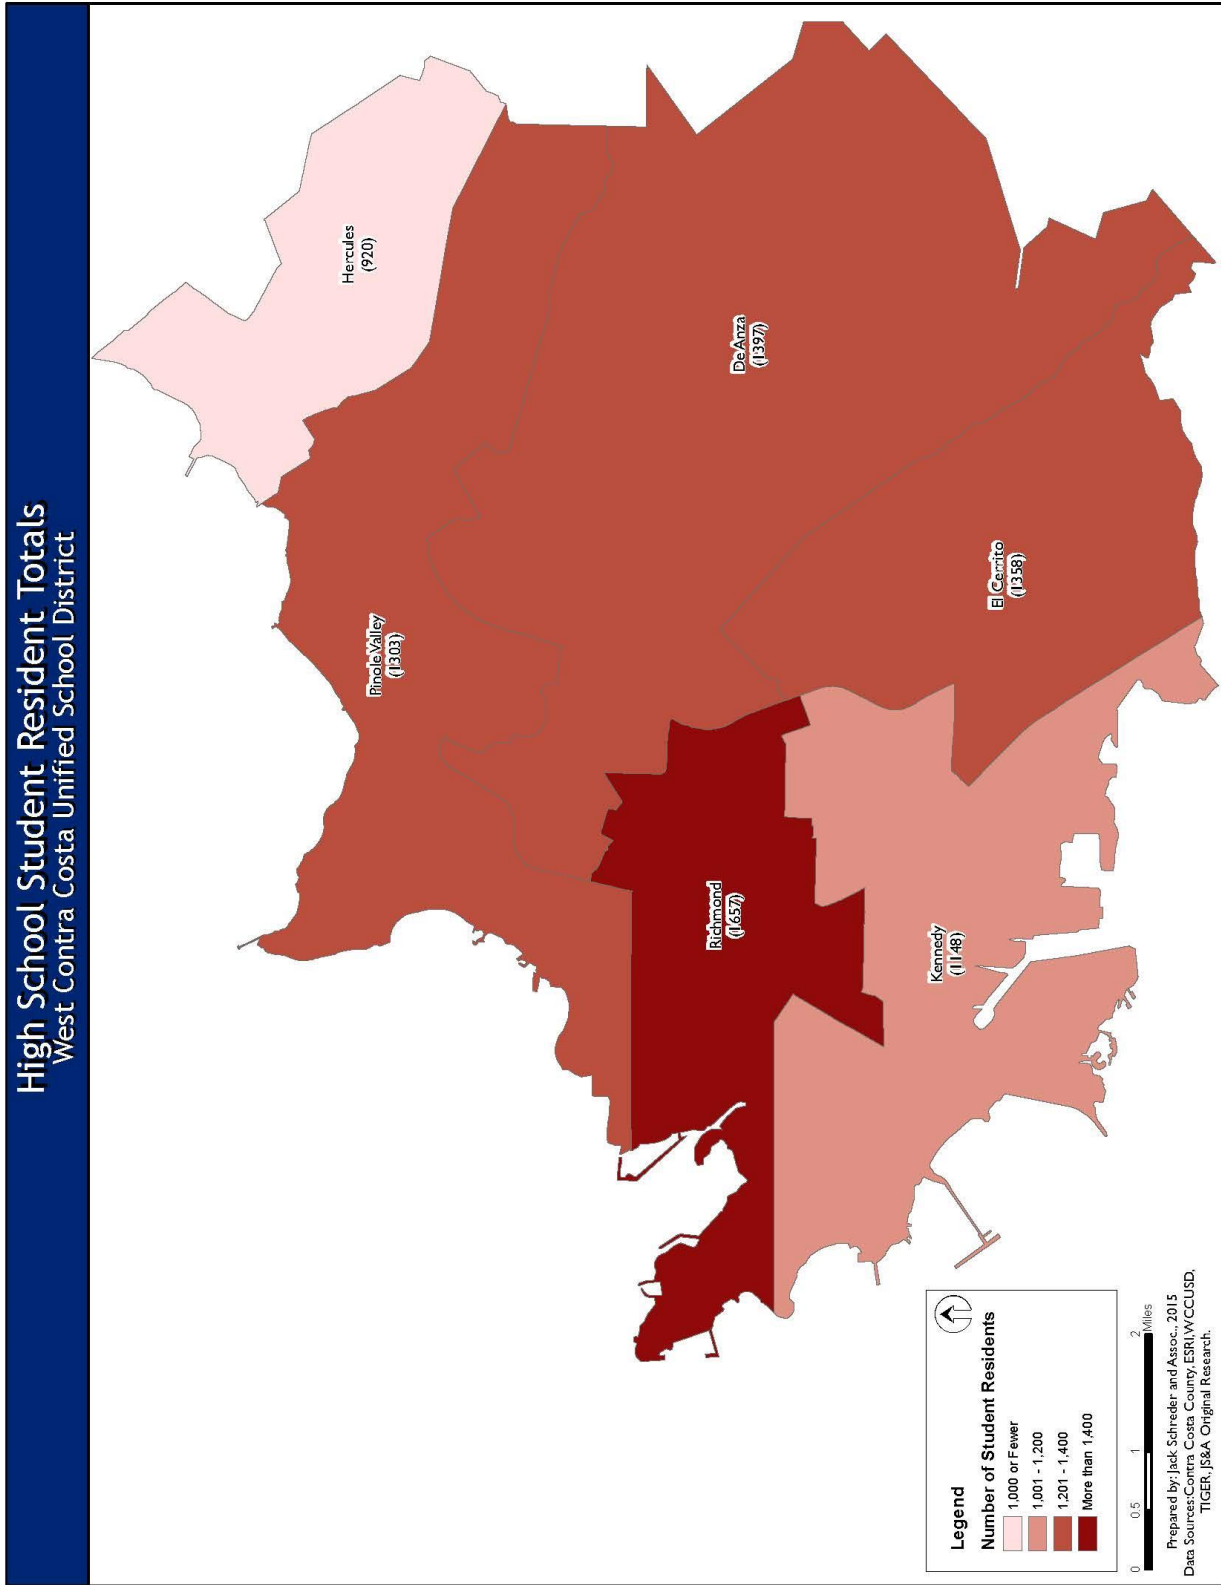 High School Student Resident Totals
West Contra Costa Unified School District
Hercules
(920)
Pinole Valley
(1303)
De Anza
(1397)
Richmond
(1657)
El Cerrito
(1358)
Kennedy
(1148)
Legend
Number of Student Residents
1,000 or Fewer
1,001 - 1,200
1,201 - 1,400
More than 1,400
0 0.5 1 2
Miles
Prepared by: Jack Schreder and Assoc., 2015
Data Sources:Contra Costa County, ESRI, WCCUSD,
TIGER, JS&A Original Research.